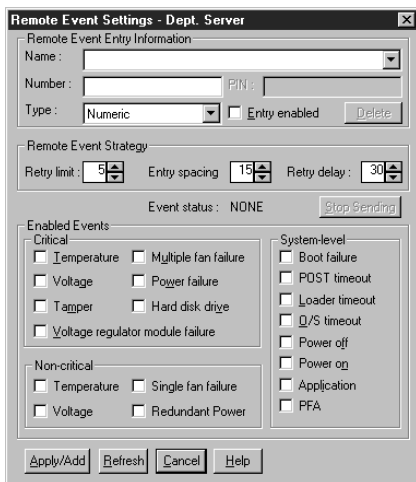 Remote Event Settings - Dept. Server
Remote Event Entry Information
Name :
Number : PIN :
Type : Numeric Entry enabled Delete
Remote Event Strategy
Retry limit : 5 Entry spacing 15 Retry delay : 30
Event status : NONE Stop Sending
Enabled Events
Critical
Temperature Multiple fan failure
Voltage Power failure
Tamper Hard disk drive
Voltage regulator module failure
Non-critical
Temperature Single fan failure
Voltage Redundant Power
System-level
Boot failure
POST timeout
Loader timeout
O/S timeout
Power off
Power on
Application
PFA
Apply/Add Refresh Cancel Help